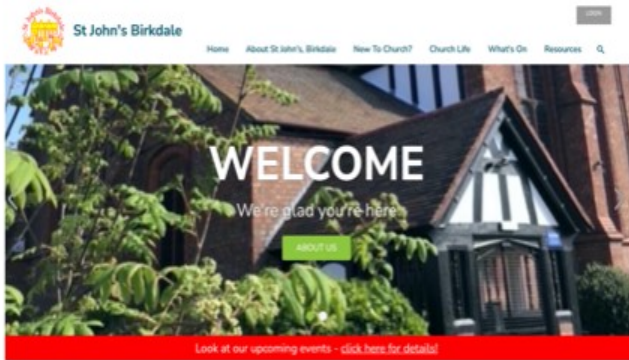 LOGIN
St John's Birkdale
Home About St John's, Birkdale New To Church? Church Life What's On Resources
WELCOME
We're glad you're here
ABOUT US
Look at our upcoming events - click here for details!